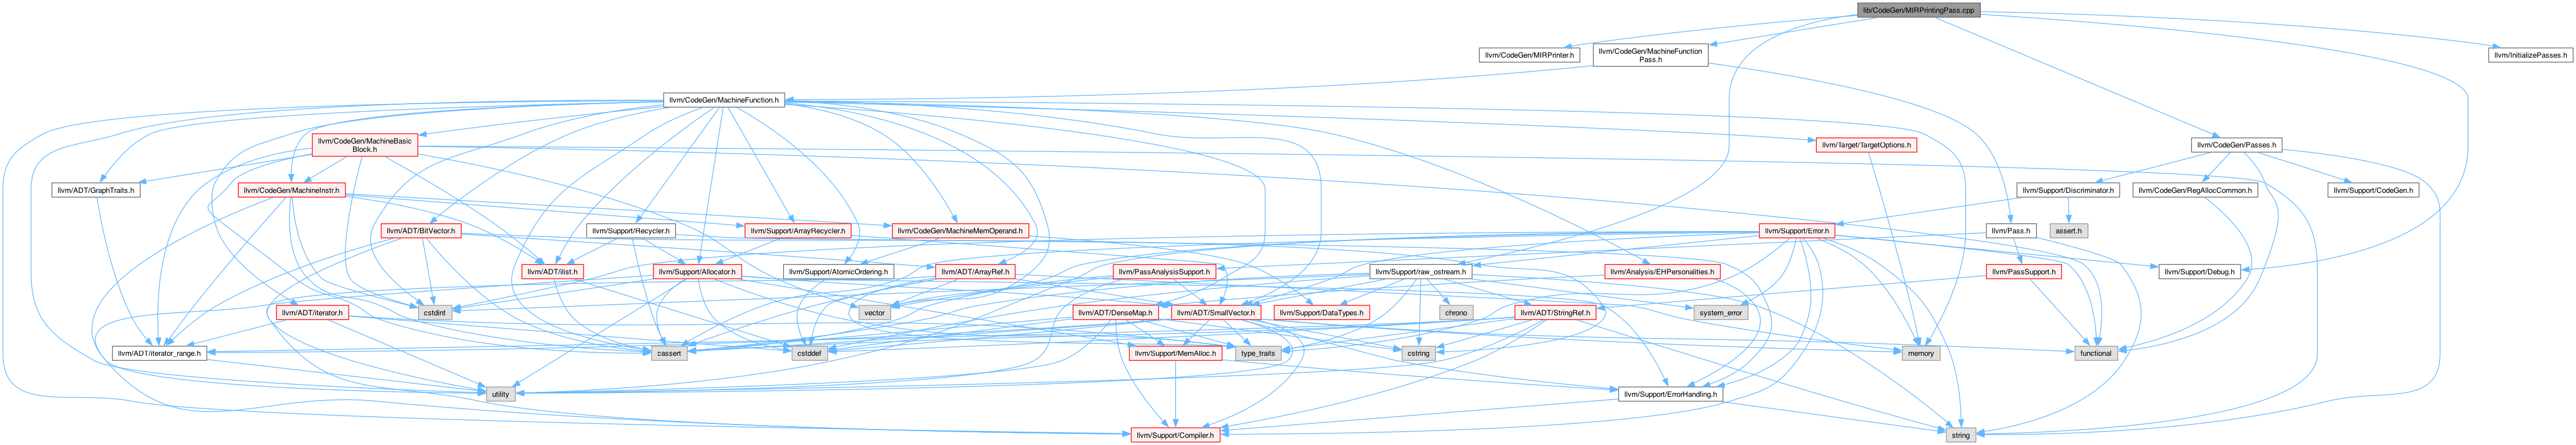 lib/CodeGen/MIRPrintingPass.cpp
llvm/CodeGen/MIRPrinter.h
llvm/CodeGen/MachineFunction
Pass.h
llvm/InitializePasses.h
llvm/CodeGen/MachineFunction.h
llvm/CodeGen/MachineBasic
Block.h
llvm/Target/TargetOptions.h
llvm/CodeGen/Passes.h
llvm/ADT/GraphTraits.h
llvm/CodeGen/MachineInstr.h
llvm/Support/Discriminator.h
llvm/CodeGen/RegAllocCommon.h
llvm/Support/CodeGen.h
llvm/ADT/BitVector.h
llvm/Support/Recycler.h
llvm/Support/ArrayRecycler.h
llvm/CodeGen/MachineMemOperand.h
llvm/Support/Error.h
llvm/Pass.h
assert.h
llvm/ADT/ilist.h
llvm/Support/Allocator.h
llvm/Support/AtomicOrdering.h
llvm/ADT/ArrayRef.h
llvm/PassAnalysisSupport.h
llvm/Support/raw_ostream.h
llvm/Analysis/EHPersonalities.h
llvm/PassSupport.h
llvm/Support/Debug.h
llvm/ADT/iterator.h
cstdint
vector
llvm/ADT/DenseMap.h
llvm/ADT/SmallVector.h
llvm/Support/DataTypes.h
chrono
llvm/ADT/StringRef.h
system_error
llvm/ADT/iterator_range.h
cassert
cstddef
llvm/Support/MemAlloc.h
type_traits
cstring
memory
functional
utility
llvm/Support/ErrorHandling.h
llvm/Support/Compiler.h
string